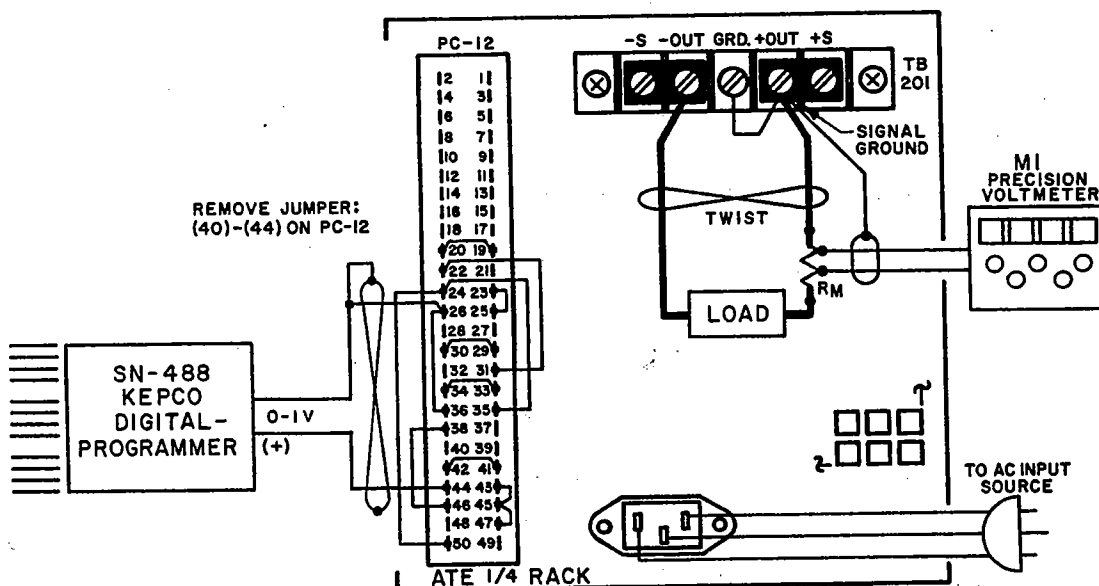 PC-12
2 1
4 3
6 5
8 7
10 9
12 11
14 13
16 15
18 17
20 19
22 21
24 23
26 25
28 27
30 29
32 31
34 33
36 35
38 37
40 39
42 41
44 43
46 45
48 47
50 49
REMOVE JUMPER:
(40)-(44) ON PC-12
SN-488
KEPCO
DIGITAL-
PROGRAMMER
0-1V
(+)
-S -OUT GRD. +OUT +S
TB
201
SIGNAL
GROUND
TWIST
RM
LOAD
M1
PRECISION
VOLTMETER
TO AC INPUT
SOURCE
ATE 1/4 RACK